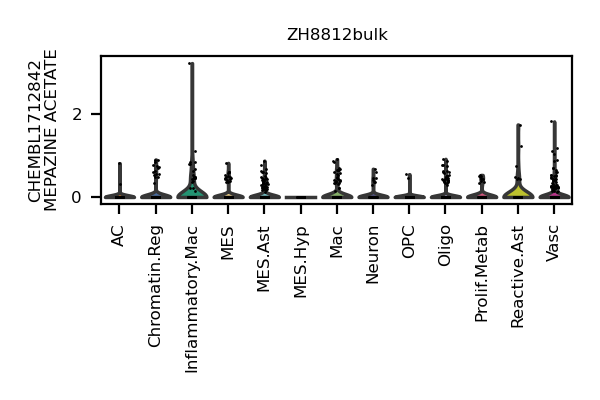 ZH8812bulk
CHEMBL1712842
MEPAZINE ACETATE
2
0
AC
Chromatin.Reg
Inflammatory.Mac
MES
MES.Ast
MES.Hyp
Mac
Neuron
OPC
Oligo
Prolif.Metab
Reactive.Ast
Vasc